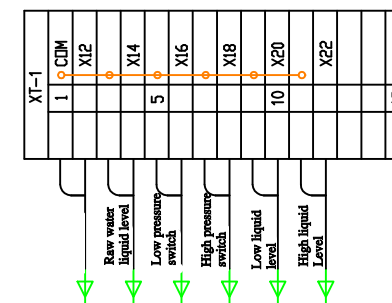 XT-1
COM
X12
X14
X16
X18
X20
X22
1
5
10
Raw water
liquid level
Low pressure
switch
High pressure
switch
Low liquid
level
High liquid
Level